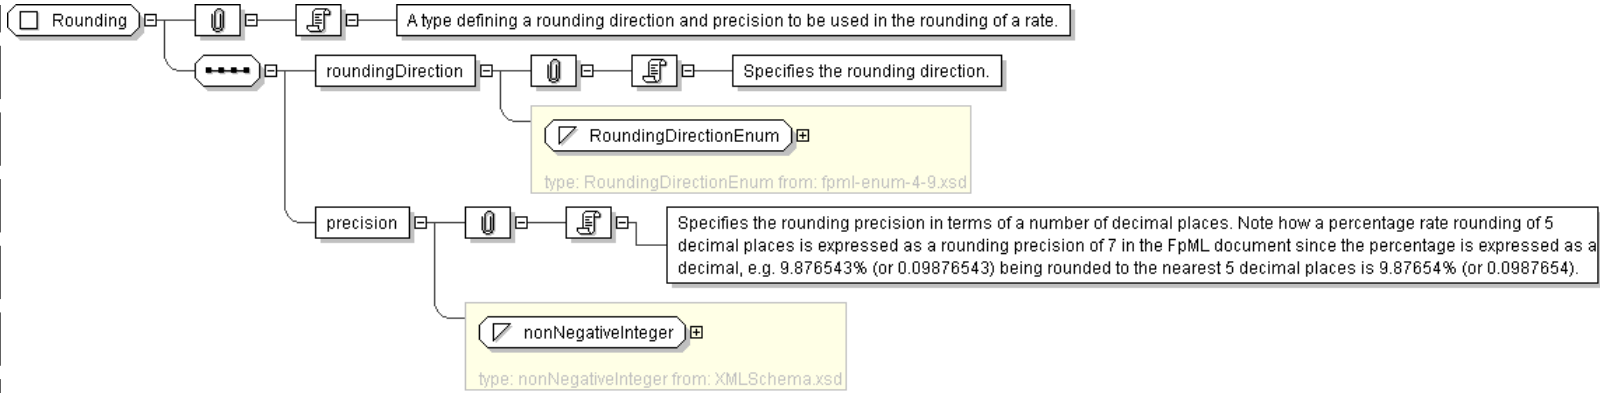 Rounding
A type defining a rounding direction and precision to be used in the rounding of a rate.
roundingDirection
Specifies the rounding direction.
RoundingDirectionEnum
type: RoundingDirectionEnum from: fpml-enum-4-9.xsd
precision
Specifies the rounding precision in terms of a number of decimal places. Note how a percentage rate rounding of 5
decimal places is expressed as a rounding precision of 7 in the FpML document since the percentage is expressed as a
decimal, e.g. 9.876543% (or 0.09876543) being rounded to the nearest 5 decimal places is 9.87654% (or 0.0987654).
nonNegativeInteger
type: nonNegativeInteger from: XMLSchema.xsd